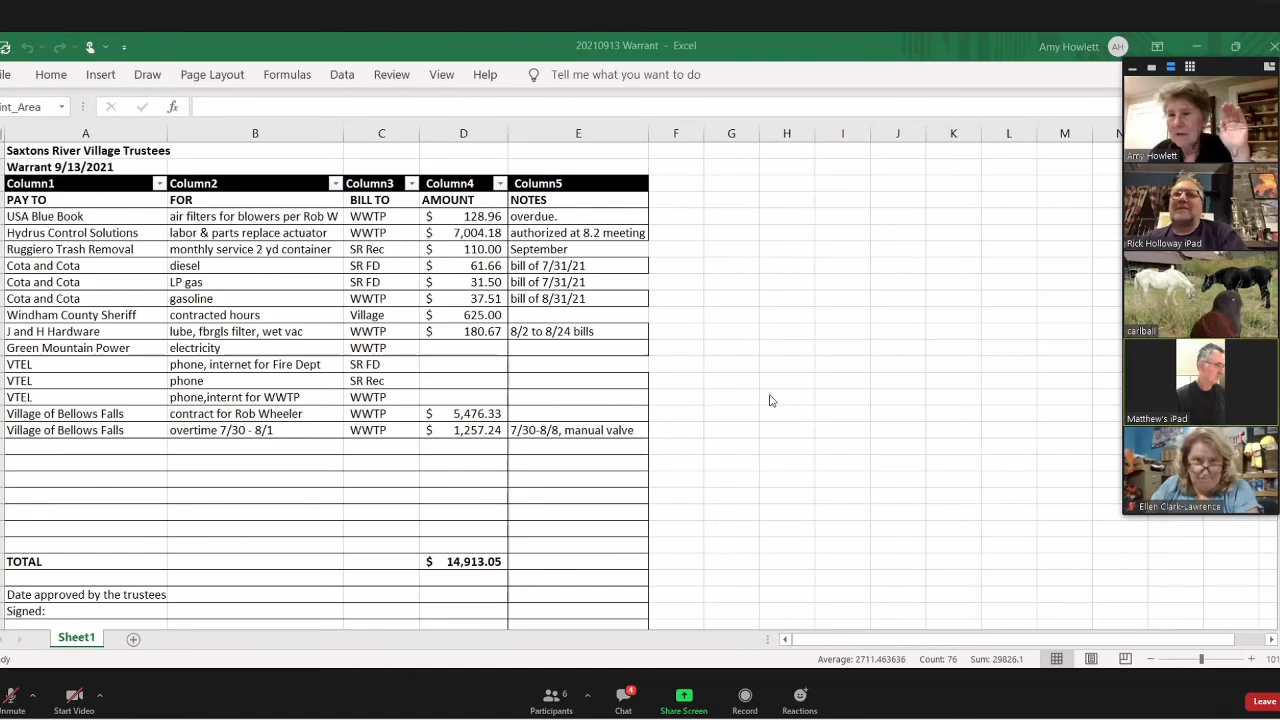 20210913 Warrant - Excel
Amy Howlett AH
ile Home Insert Draw Page Layout Formulas Data Review View Help Tell me what you want to do
int_Area fx
A B C D E F G H I J K L M N
Saxtons River Village Trustees
Warrant 9/13/2021
Column1 Column2 Column3 Column4 Column5
PAY TO FOR BILL TO AMOUNT NOTES
USA Blue Book air filters for blowers per Rob W WWTP $ 128.96 overdue.
Hydrus Control Solutions labor & parts replace actuator WWTP $ 7,004.18 authorized at 8.2 meeting
Ruggiero Trash Removal monthly service 2 yd container SR Rec $ 110.00 September
Cota and Cota diesel SR FD $ 61.66 bill of 7/31/21
Cota and Cota LP gas SR FD $ 31.50 bill of 7/31/21
Cota and Cota gasoline WWTP $ 37.51 bill of 8/31/21
Windham County Sheriff contracted hours Village $ 625.00
J and H Hardware lube, fbrgls filter, wet vac WWTP $ 180.67 8/2 to 8/24 bills
Green Mountain Power electricity WWTP
VTEL phone, internet for Fire Dept SR FD
VTEL phone SR Rec
VTEL phone,internt for WWTP WWTP
Village of Bellows Falls contract for Rob Wheeler WWTP $ 5,476.33
Village of Bellows Falls overtime 7/30 - 8/1 WWTP $ 1,257.24 7/30-8/8, manual valve
TOTAL $ 14,913.05
Date approved by the trustees
Signed:
Amy Howlett
Rick Holloway iPad
carlball
Matthew's iPad
Ellen Clark-Lawrence
Sheet1
dy Average: 2711.463636 Count: 76 Sum: 29826.1 101
nmute Start Video Participants 6 Chat 4 Share Screen Record Reactions Leave